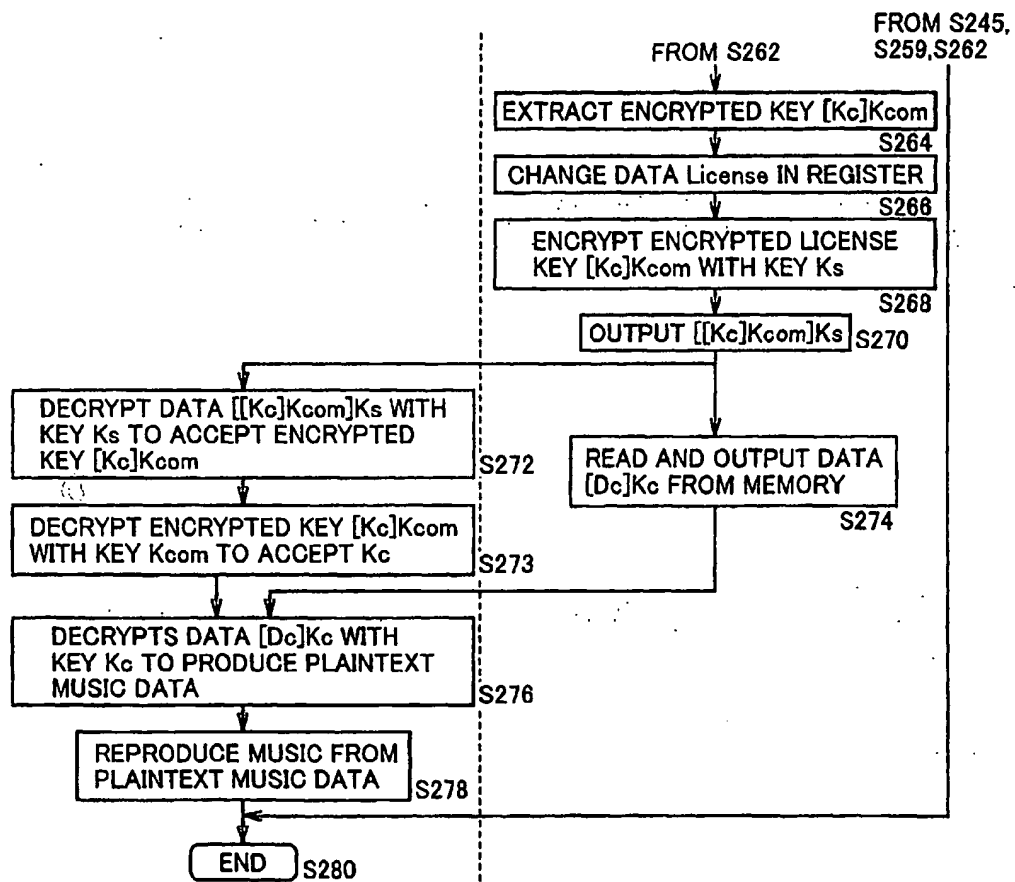 FROM S245,
S259,S262
FROM S262
EXTRACT ENCRYPTED KEY [Kc]Kcom
S264
CHANGE DATA License IN REGISTER
S266
ENCRYPT ENCRYPTED LICENSE
KEY [Kc]Kcom WITH KEY Ks
S268
OUTPUT [[Kc]Kcom]Ks
S270
DECRYPT DATA [[Kc]Kcom]Ks WITH
KEY Ks TO ACCEPT ENCRYPTED
KEY [Kc]Kcom
S272
READ AND OUTPUT DATA
[Dc]Kc FROM MEMORY
S274
DECRYPT ENCRYPTED KEY [Kc]Kcom
WITH KEY Kcom TO ACCEPT Kc
S273
DECRYPTS DATA [Dc]Kc WITH
KEY Kc TO PRODUCE PLAINTEXT
MUSIC DATA
S276
REPRODUCE MUSIC FROM
PLAINTEXT MUSIC DATA
S278
END
S280